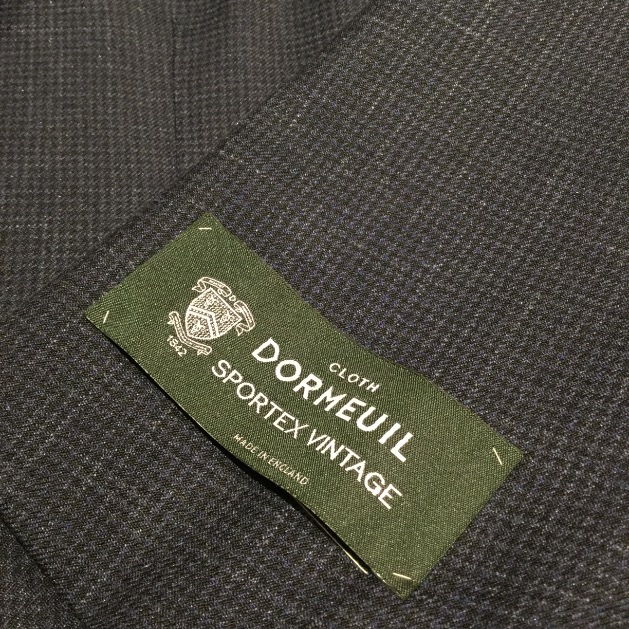 1842
CLOTH
DORMEUIL
SPORTEX VINTAGE
MADE IN ENGLAND